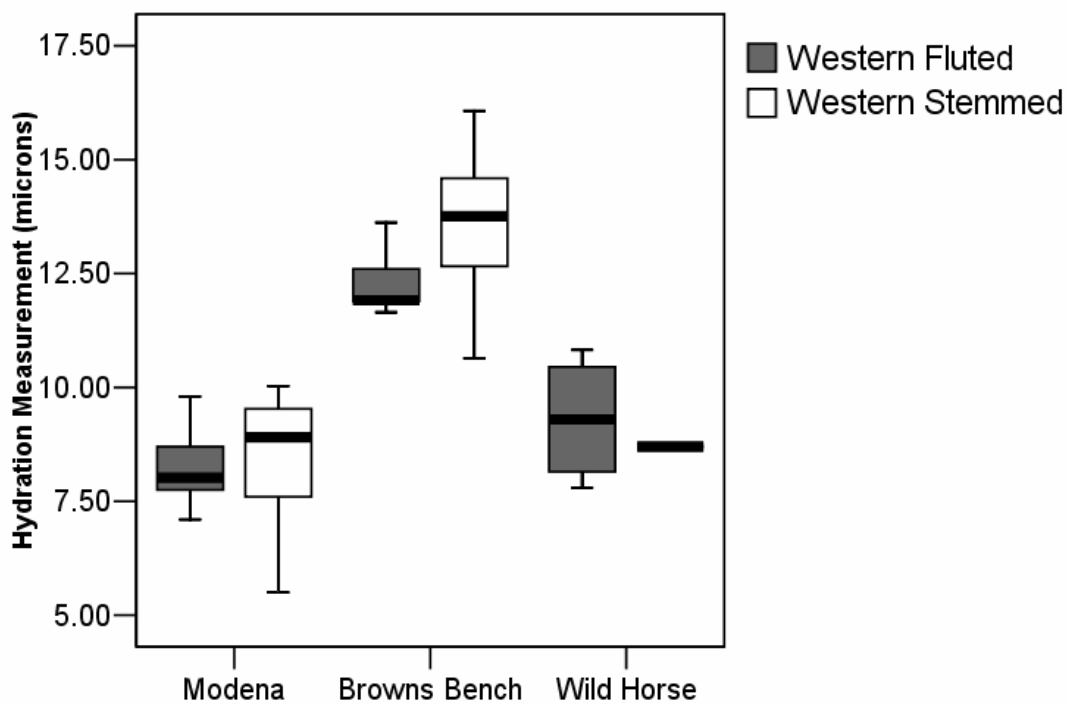 Hydration Measurement (microns)
17.50
15.00
12.50
10.00
7.50
5.00
Modena
Browns Bench
Wild Horse
Western Fluted
Western Stemmed